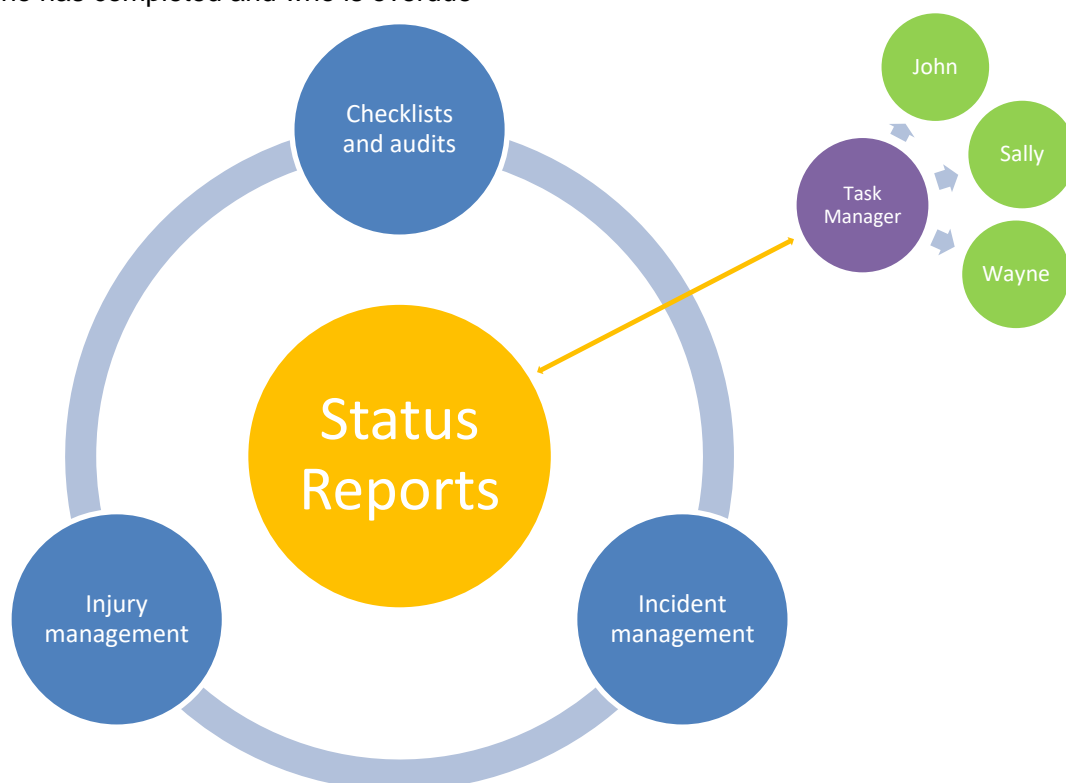 has completed and who is overdue
John
Checklists
and audits
Sally
Task
Manager
Wayne
Status
Reports
Injury
management
Incident
management